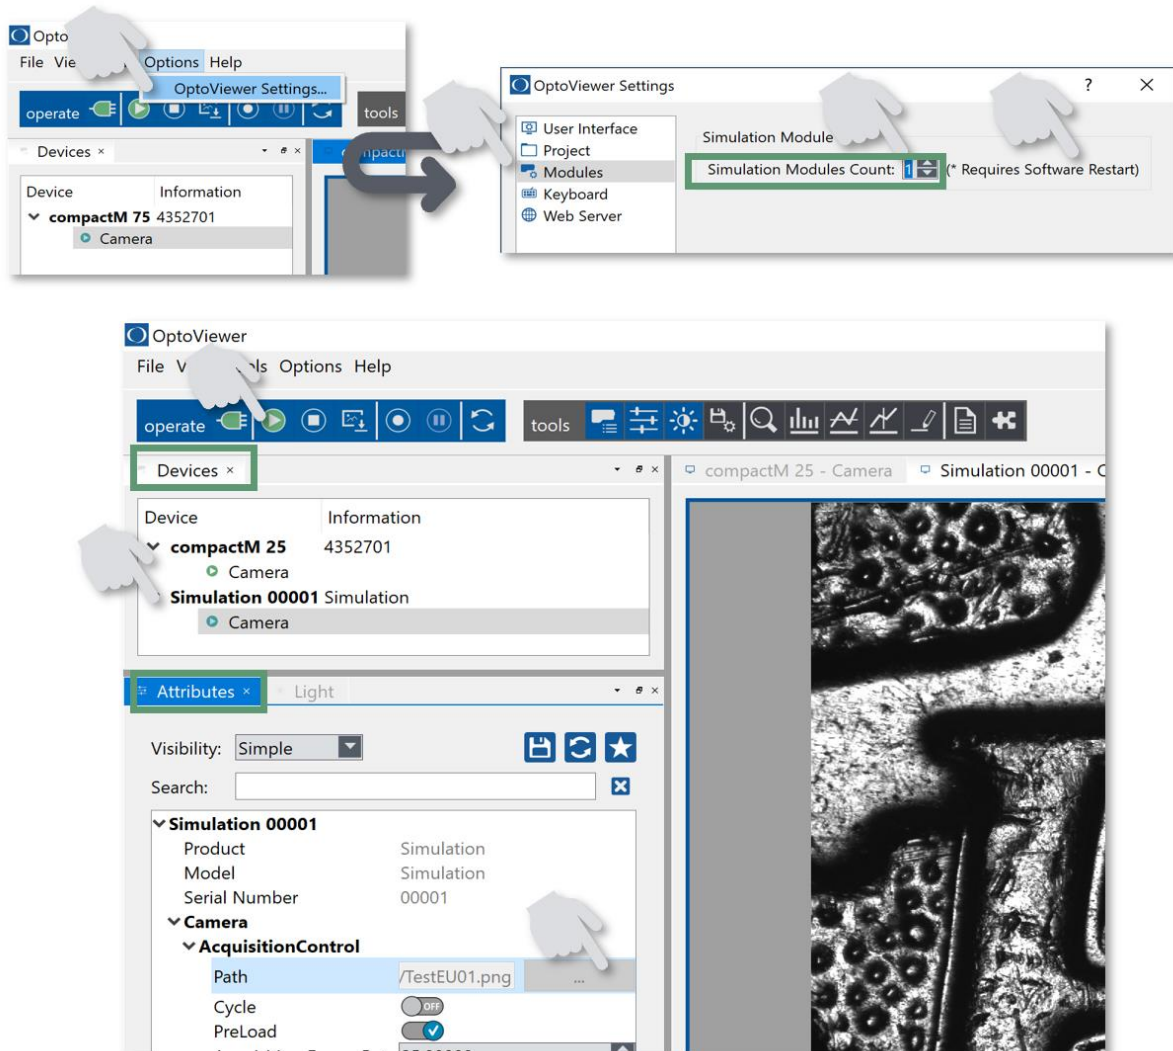 Opto
File Vie Options Help
OptoViewer Settings...
operate
tools
Devices ×
compactM
Device Information
compactM 75 4352701
Camera
OptoViewer Settings ? ×
User Interface
Project
Modules
Keyboard
Web Server
Simulation Module
Simulation Modules Count: 1 (* Requires Software Restart)
OptoViewer
File V ols Options Help
operate
tools
Devices ×
compactM 25 - Camera
Simulation 00001 - C
Device Information
compactM 25 4352701
Camera
Simulation 00001 Simulation
Camera
Attributes × Light
Visibility: Simple
Search:
Simulation 00001
Product Simulation
Model Simulation
Serial Number 00001
Camera
AcquisitionControl
Path /TestEU01.png ...
Cycle OFF
PreLoad